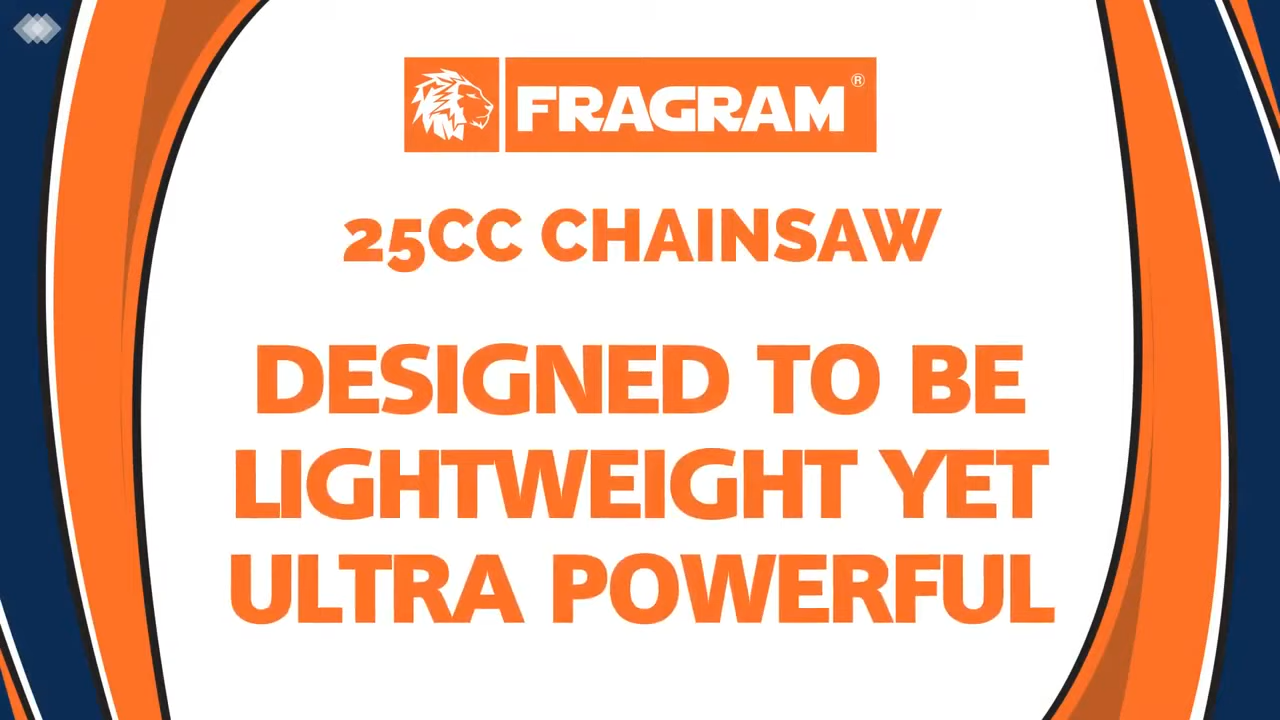 FRAGRAM®
25CC CHAINSAW
DESIGNED TO BE
LIGHTWEIGHT YET
ULTRA POWERFUL